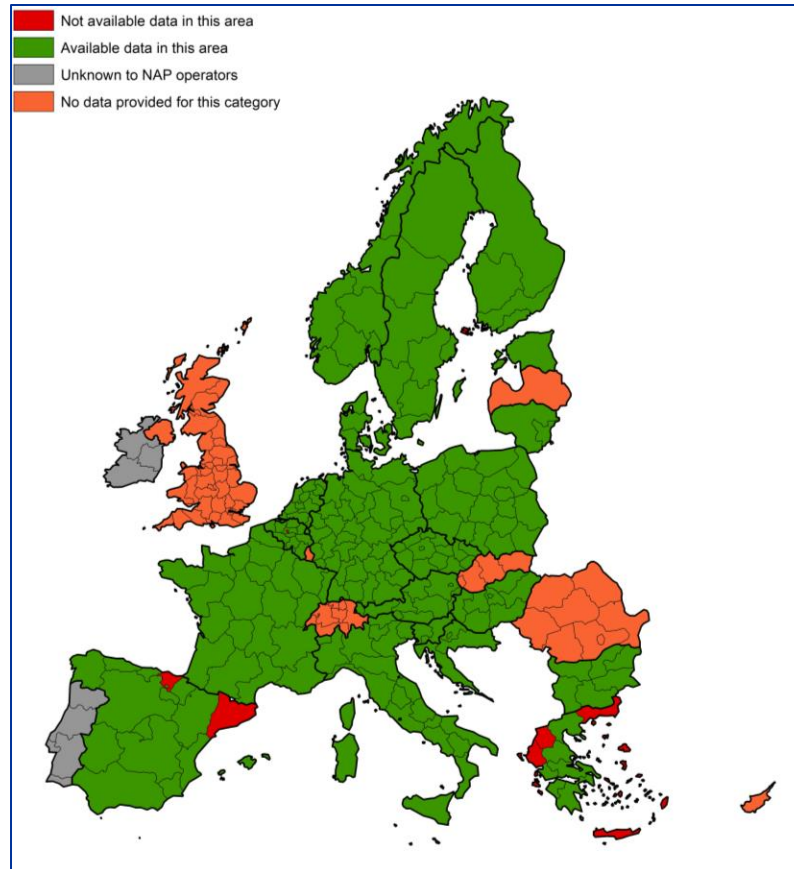 Not available data in this area
Available data in this area
Unknown to NAP operators
No data provided for this category